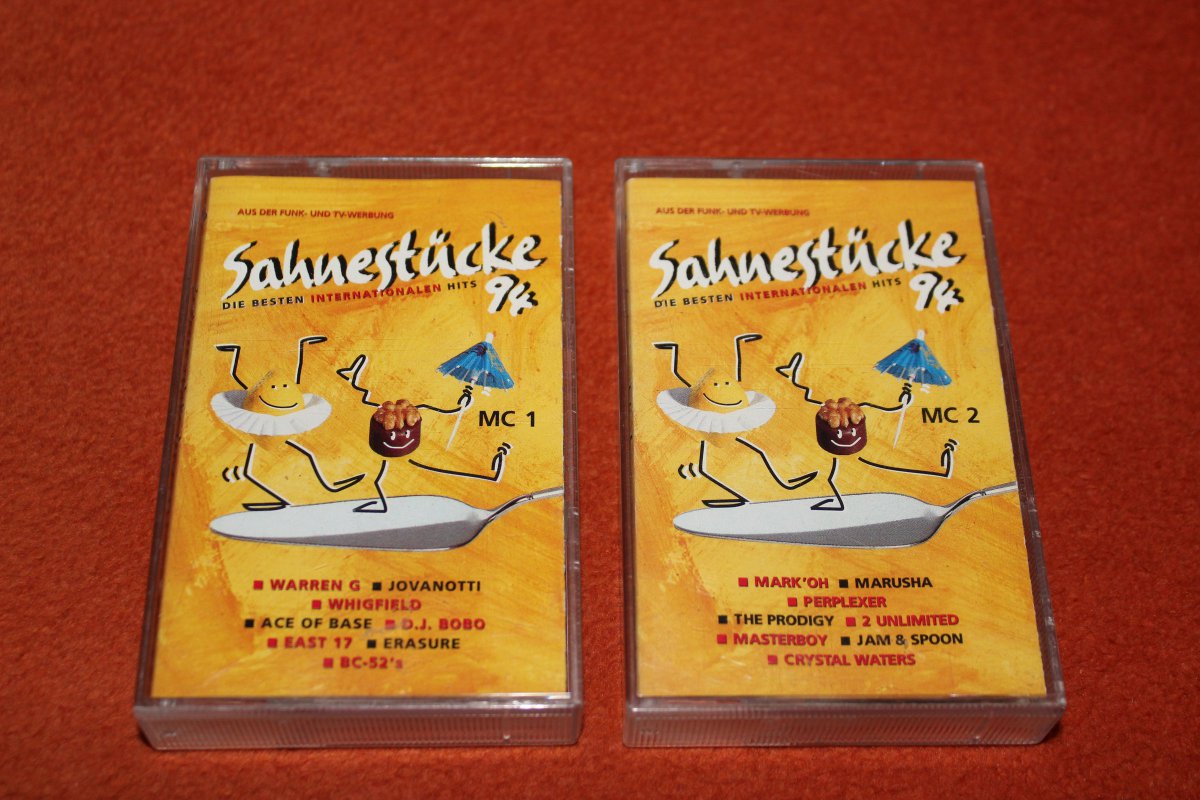 AUS DER FUNK- UND TV-WERBUNG
Sahnestücke
DIE BESTEN INTERNATIONALEN HITS 94
MC 1
■ WARREN G ■ JOVANOTTI
■ WHIGFIELD
■ ACE OF BASE ■ D.J. BOBO
■ EAST 17 ■ ERASURE
■ BC-52's
AUS DER FUNK- UND TV-WERBUNG
Sahnestücke
DIE BESTEN INTERNATIONALEN HITS 94
MC 2
■ MARK'OH ■ MARUSHA
■ PERPLEXER
■ THE PRODIGY ■ 2 UNLIMITED
■ MASTERBOY ■ JAM & SPOON
■ CRYSTAL WATERS